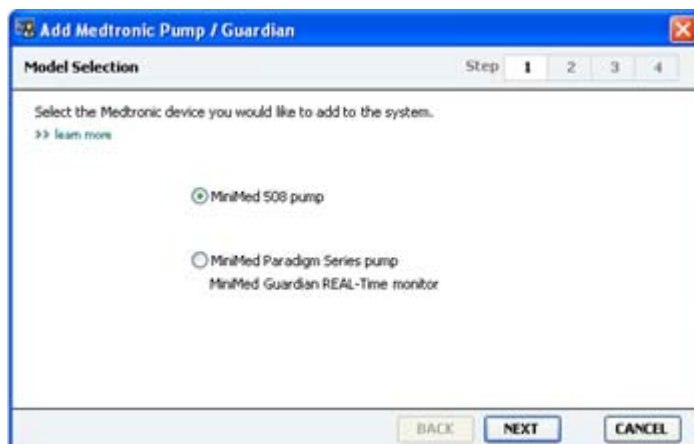 Add Medtronic Pump / Guardian
Model Selection Step 1 2 3 4
Select the Medtronic device you would like to add to the system.
>> learn more
MiniMed 508 pump
MiniMed Paradigm Series pump
MiniMed Guardian REAL-Time monitor
BACK NEXT CANCEL